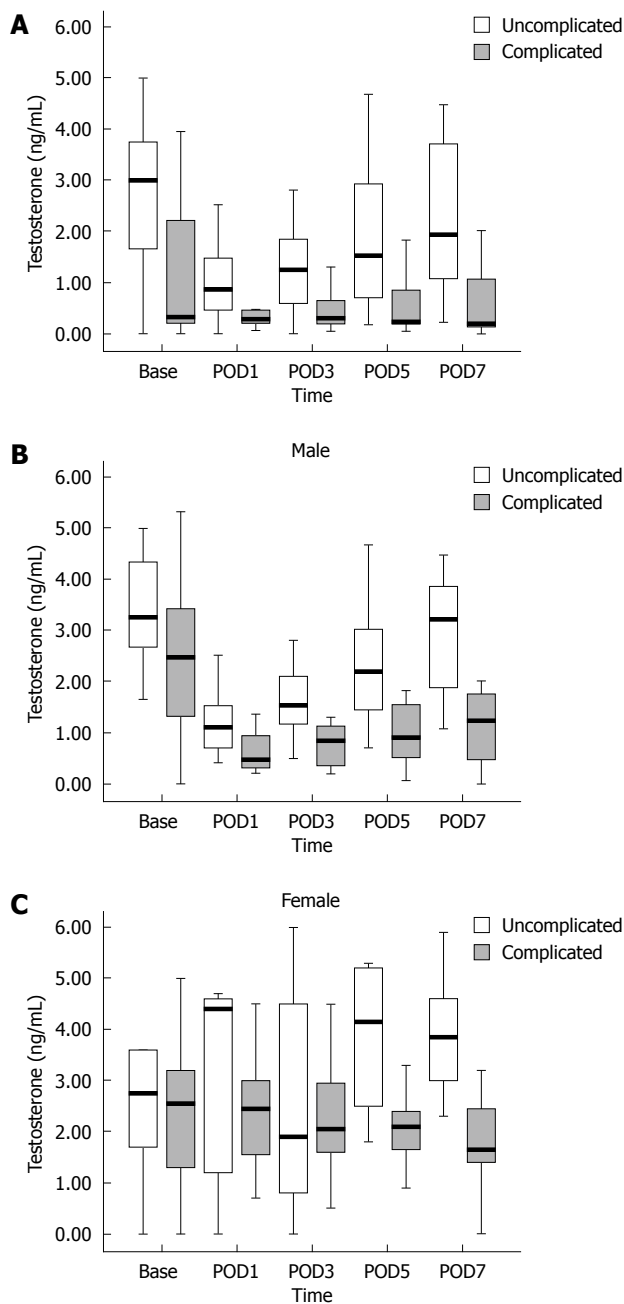 A
Uncomplicated
Complicated
6.00
5.00
4.00
3.00
2.00
1.00
0.00
Testosterone (ng/mL)
Base POD1 POD3 POD5 POD7
Time
B
Male
Uncomplicated
Complicated
6.00
5.00
4.00
3.00
2.00
1.00
0.00
Testosterone (ng/mL)
Base POD1 POD3 POD5 POD7
Time
C
Female
Uncomplicated
Complicated
6.00
5.00
4.00
3.00
2.00
1.00
0.00
Testosterone (ng/mL)
Base POD1 POD3 POD5 POD7
Time